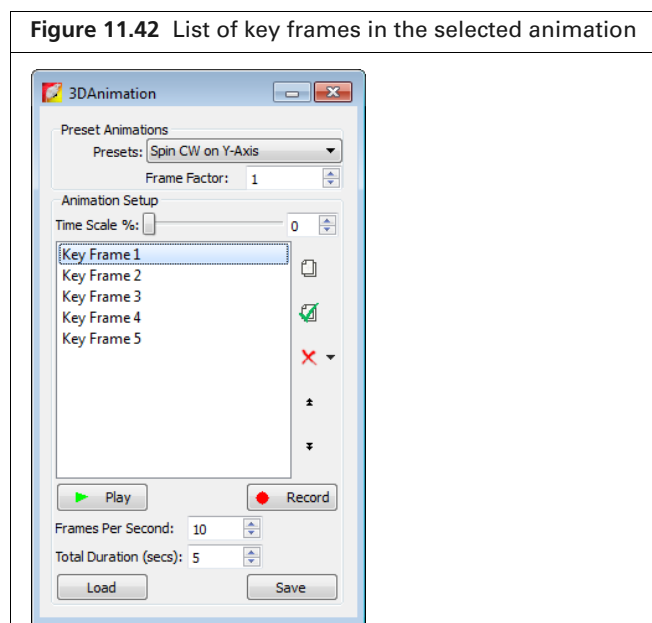 Figure 11.42 List of key frames in the selected animation
3DAnimation
Preset Animations
Presets: Spin CW on Y-Axis
Frame Factor: 1
Animation Setup
Time Scale %: 0
Key Frame 1
Key Frame 2
Key Frame 3
Key Frame 4
Key Frame 5
Play Record
Frames Per Second: 10
Total Duration (secs): 5
Load Save